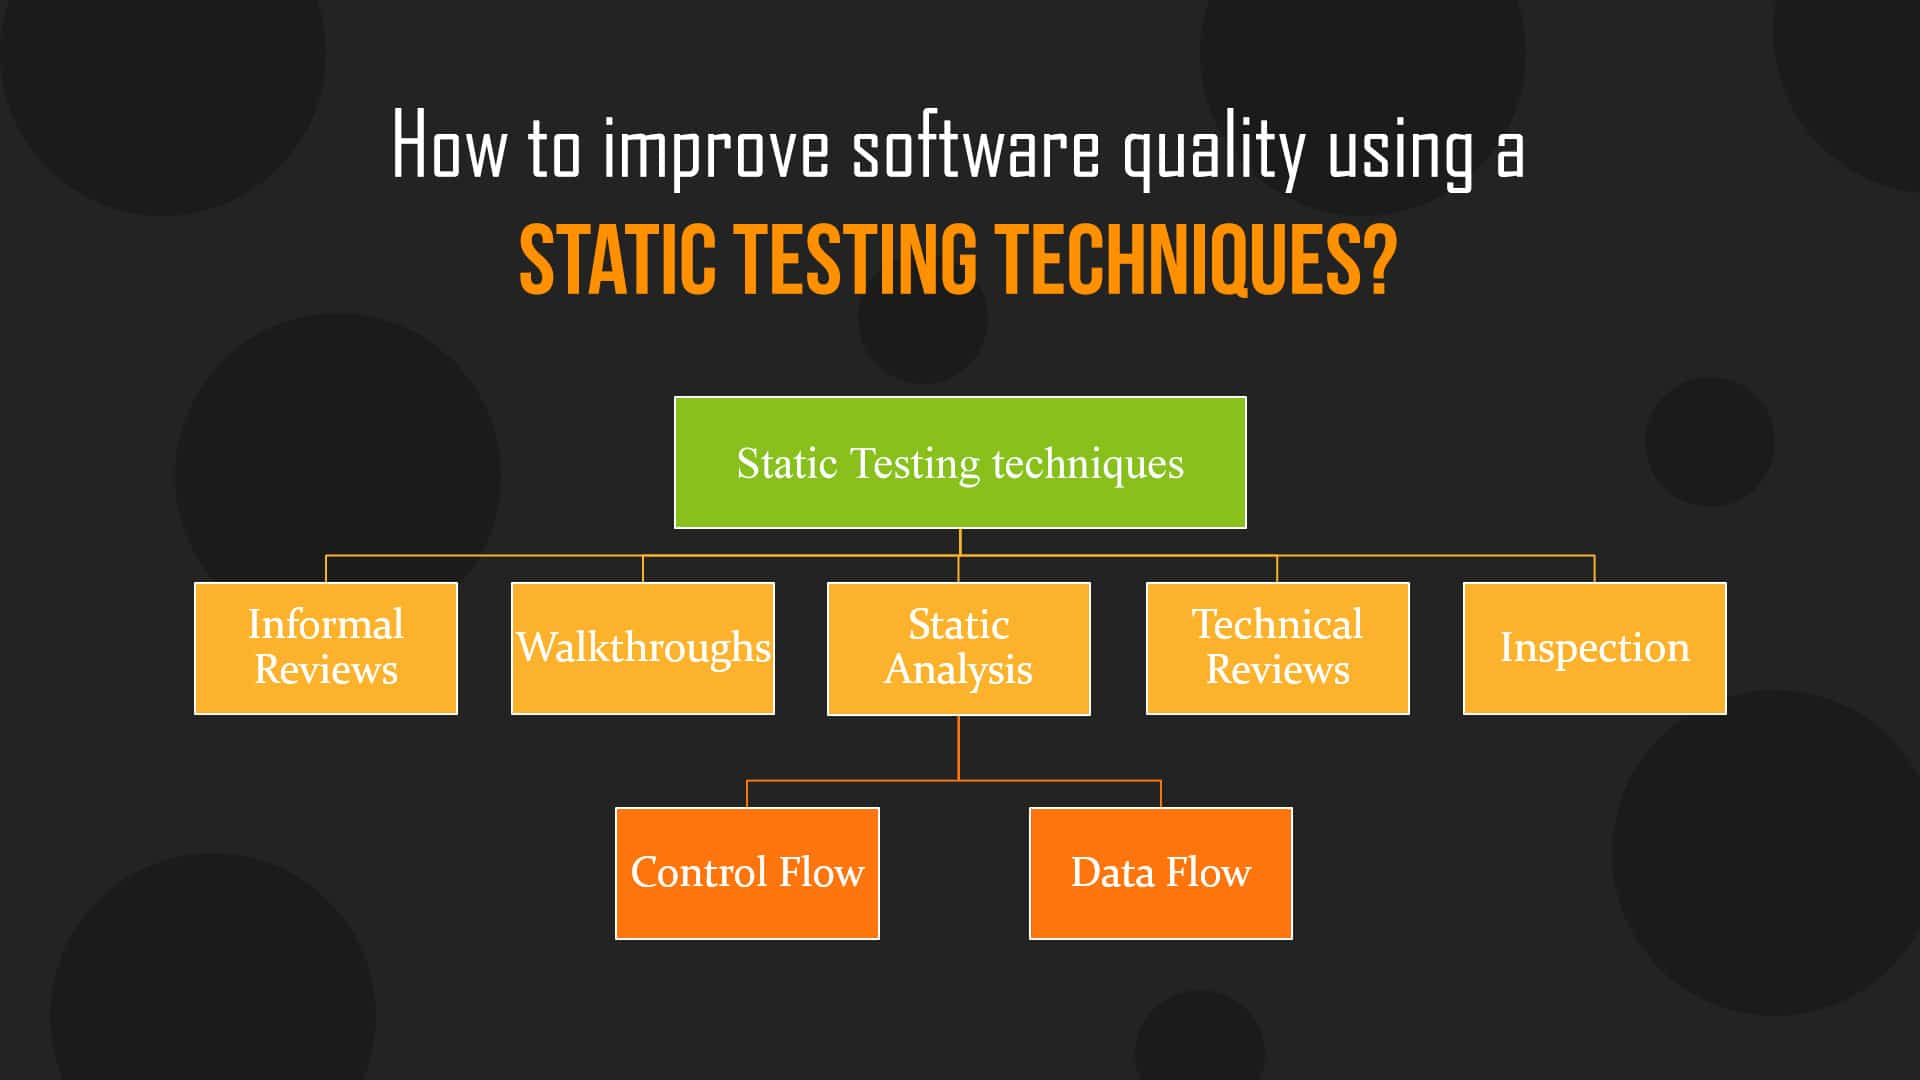 How to improve software quality using a
STATIC TESTING TECHNIQUES?
Static Testing techniques
Informal
Reviews
Walkthroughs
Static
Analysis
Technical
Reviews
Inspection
Control Flow
Data Flow